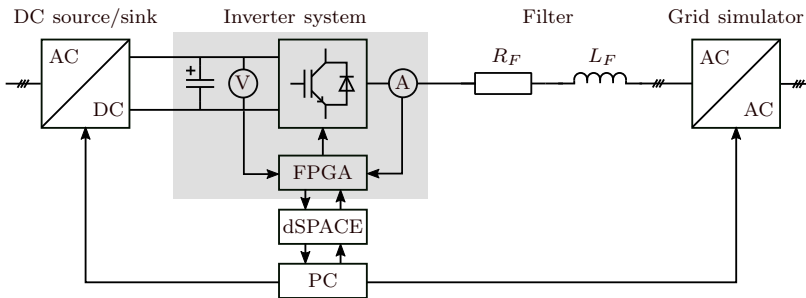 DC source/sink
Inverter system
Filter
Grid simulator
AC
DC
+
V
A
R_F
L_F
AC
AC
FPGA
dSPACE
PC